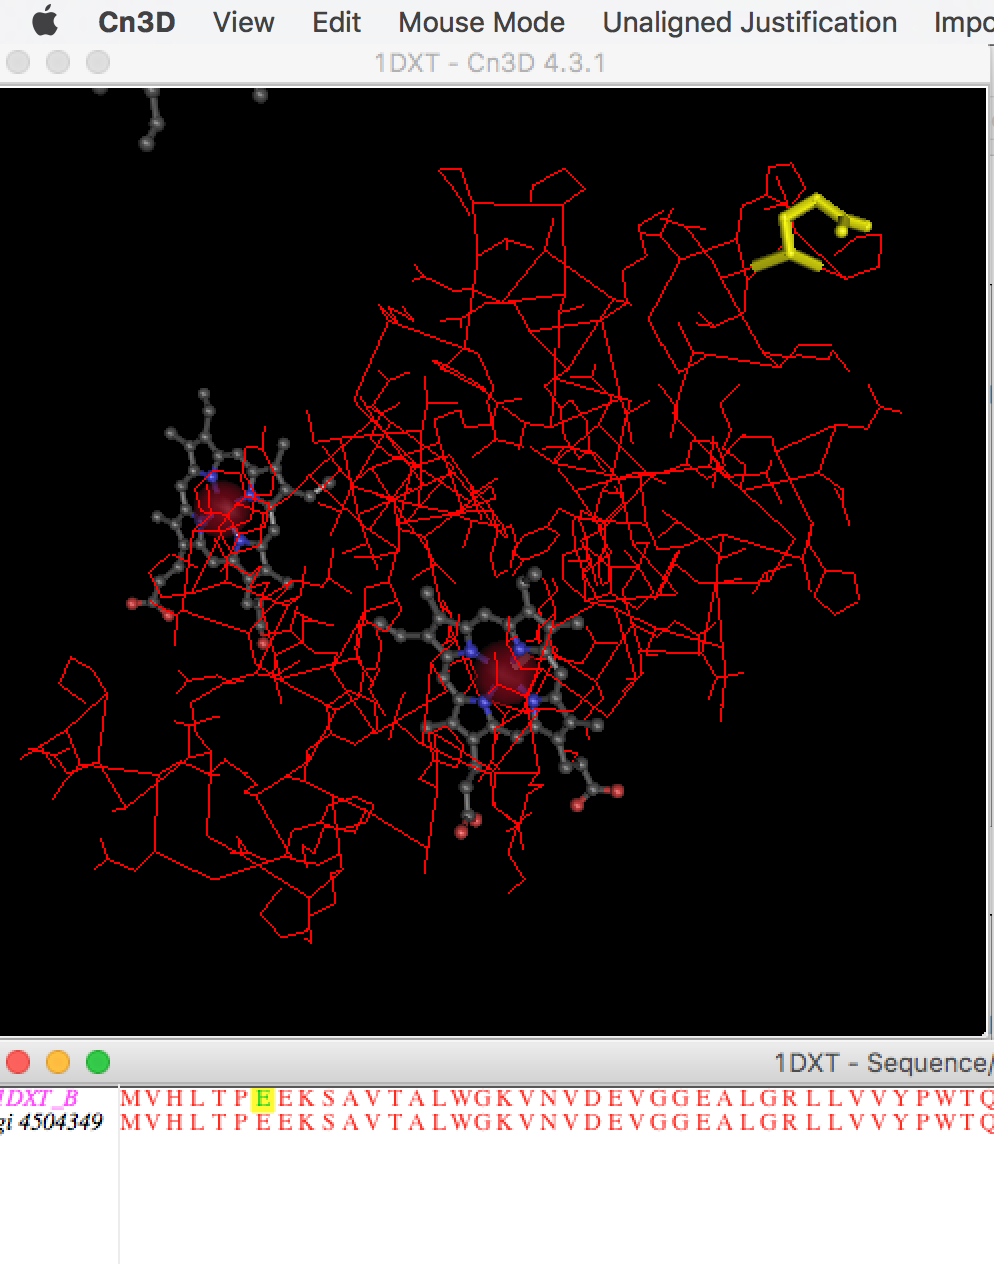 Cn3D View Edit Mouse Mode Unaligned Justification Impo
1DXT - Cn3D 4.3.1
1DXT - Sequence/
1DXT_B MVHLTPEEKSAVTALWGKVNVDEVGGEALGRLLVVYPWTQ
gi 4504349 MVHLTPEEKSAVTALWGKVNVDEVGGEALGRLLVVYPWTQ